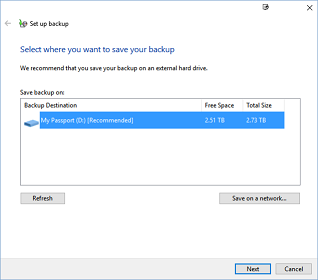 Set up backup
Select where you want to save your backup
We recommend that you save your backup on an external hard drive.
Save backup on:
Backup Destination Free Space Total Size
My Passport (D:) [Recommended] 2.51 TB 2.73 TB
Refresh Save on a network...
Next Cancel